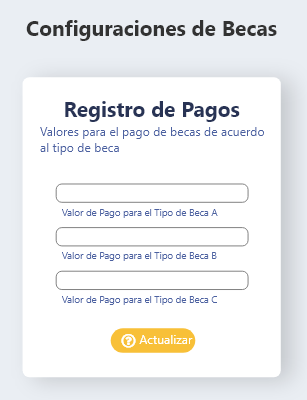 Configuraciones de Becas
Registro de Pagos
Valores para el pago de becas de acuerdo
al tipo de beca
Valor de Pago para el Tipo de Beca A
Valor de Pago para el Tipo de Beca B
Valor de Pago para el Tipo de Beca C
Actualizar